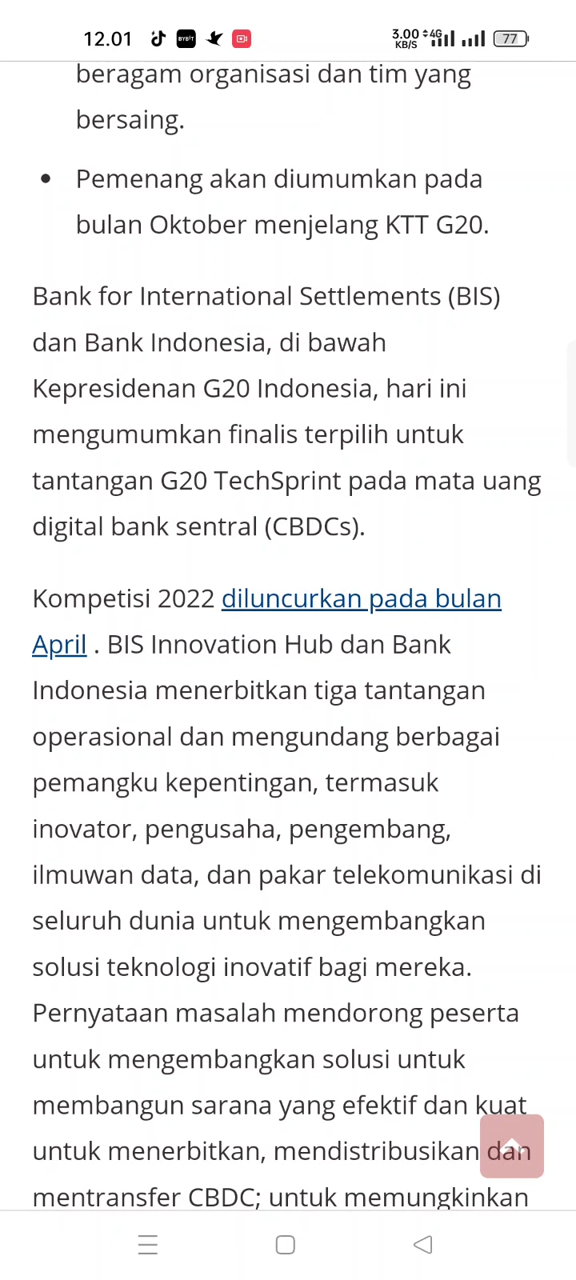 12.01
BYBIT
3.00
KB/S
4G
77
beragam organisasi dan tim yang
bersaing.
• Pemenang akan diumumkan pada
bulan Oktober menjelang KTT G20.
Bank for International Settlements (BIS)
dan Bank Indonesia, di bawah
Kepresidenan G20 Indonesia, hari ini
mengumumkan finalis terpilih untuk
tantangan G20 TechSprint pada mata uang
digital bank sentral (CBDCs).
Kompetisi 2022 diluncurkan pada bulan
April . BIS Innovation Hub dan Bank
Indonesia menerbitkan tiga tantangan
operasional dan mengundang berbagai
pemangku kepentingan, termasuk
inovator, pengusaha, pengembang,
ilmuwan data, dan pakar telekomunikasi di
seluruh dunia untuk mengembangkan
solusi teknologi inovatif bagi mereka.
Pernyataan masalah mendorong peserta
untuk mengembangkan solusi untuk
membangun sarana yang efektif dan kuat
untuk menerbitkan, mendistribusikan dan
mentransfer CBDC; untuk memungkinkan